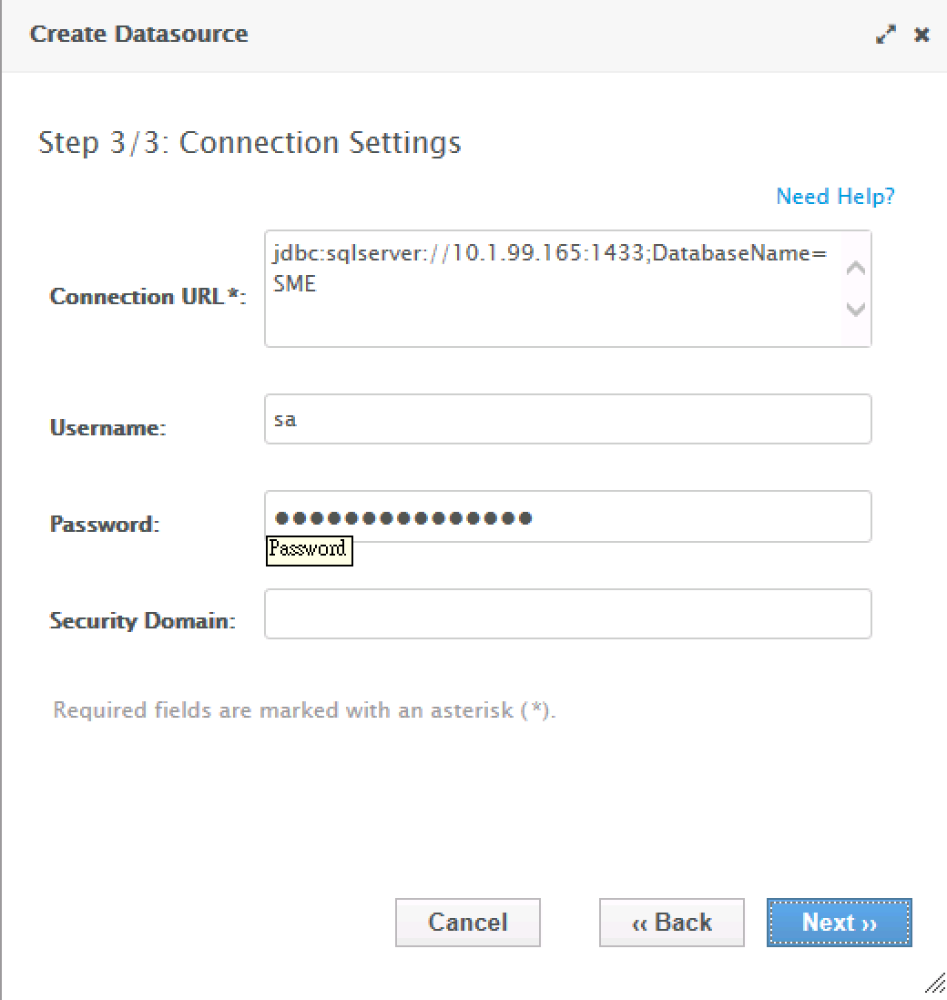 Create Datasource
Step 3/3: Connection Settings
Need Help?
Connection URL*:
jdbc:sqlserver://10.1.99.165:1433;DatabaseName=
SME
Username:
sa
Password:
●●●●●●●●●●●●●●●
Password
Security Domain:
Required fields are marked with an asterisk (*).
Cancel
‹‹ Back
Next ››